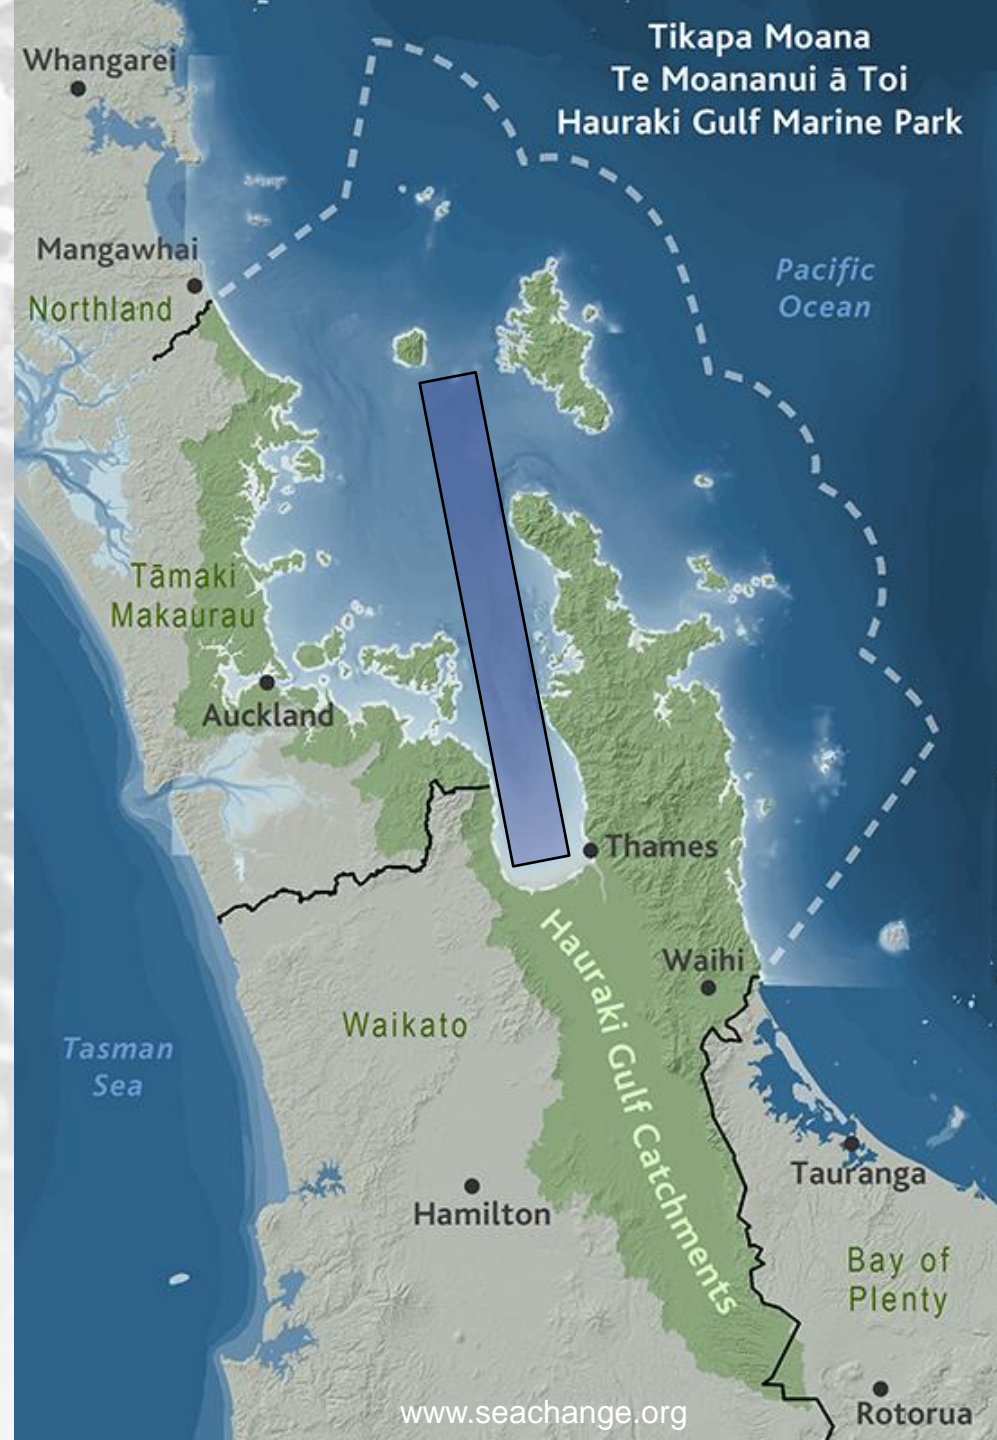 Tikapa Moana
Te Moananui ā Toi
Hauraki Gulf Marine Park
Whangarei
Mangawhai
Northland
Pacific
Ocean
Tāmaki
Makaurau
Auckland
Thames
Hauraki Gulf Catchments
Waihi
Waikato
Tasman
Sea
Tauranga
Hamilton
Bay of
Plenty
www.seachange.org
Rotorua